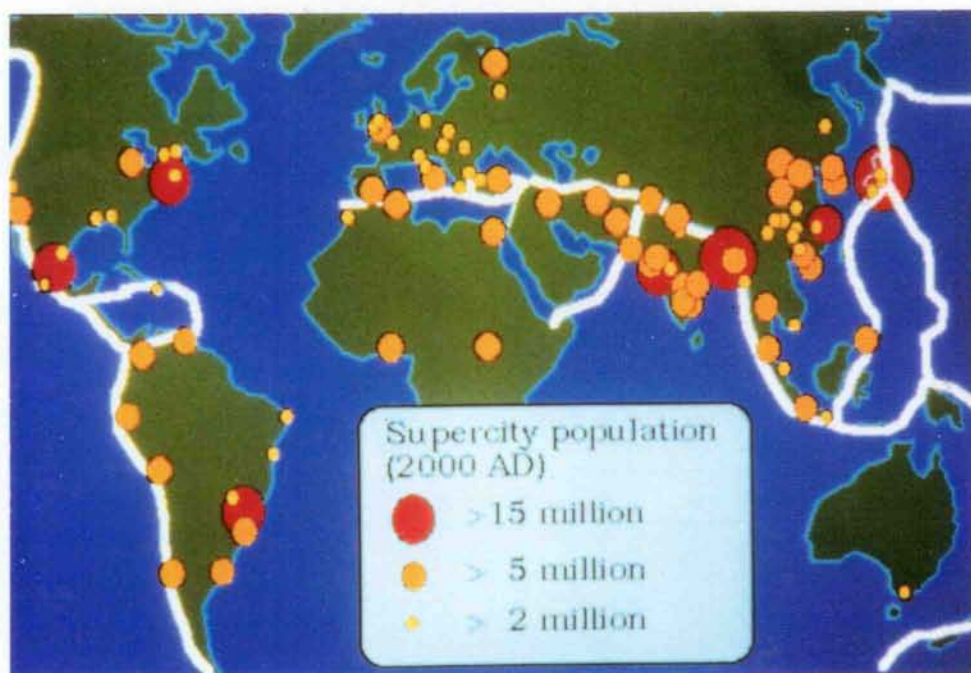 Supercity population
(2000 AD)
>15 million
> 5 million
> 2 million